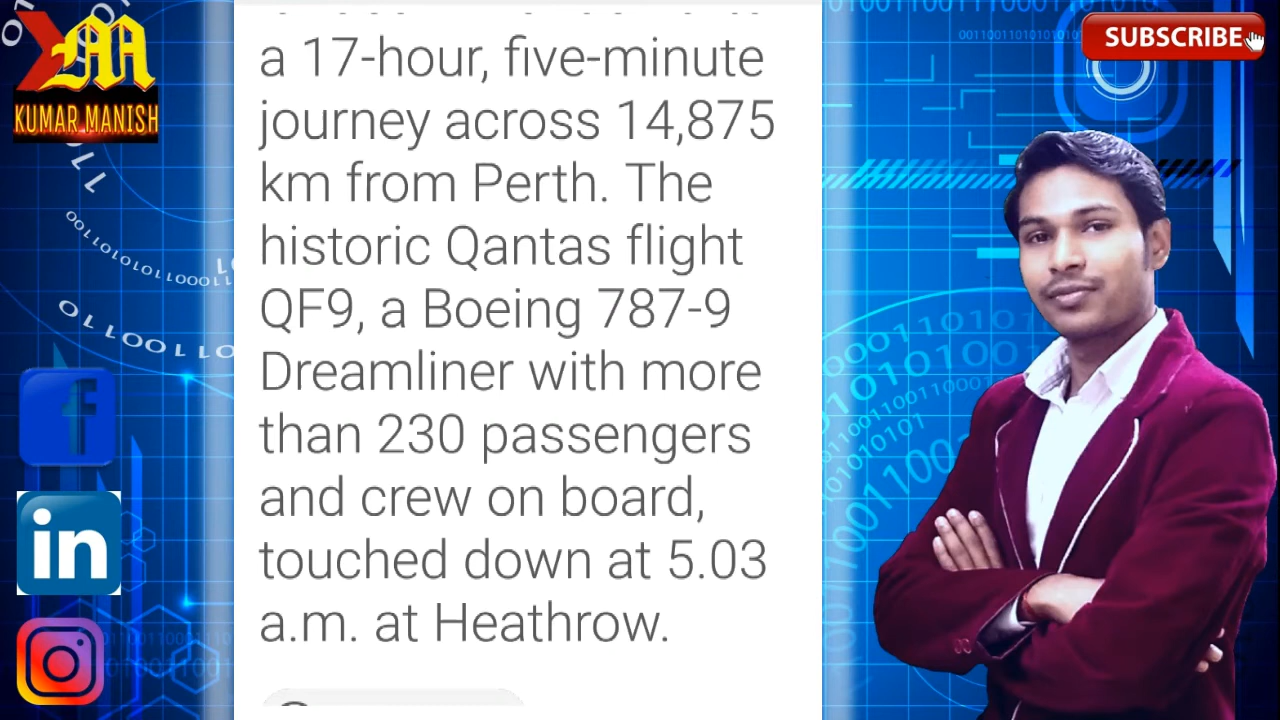 KUMAR MANISH
a 17-hour, five-minute
journey across 14,875
km from Perth. The
historic Qantas flight
QF9, a Boeing 787-9
Dreamliner with more
than 230 passengers
and crew on board,
touched down at 5.03
a.m. at Heathrow.
SUBSCRIBE
f
in